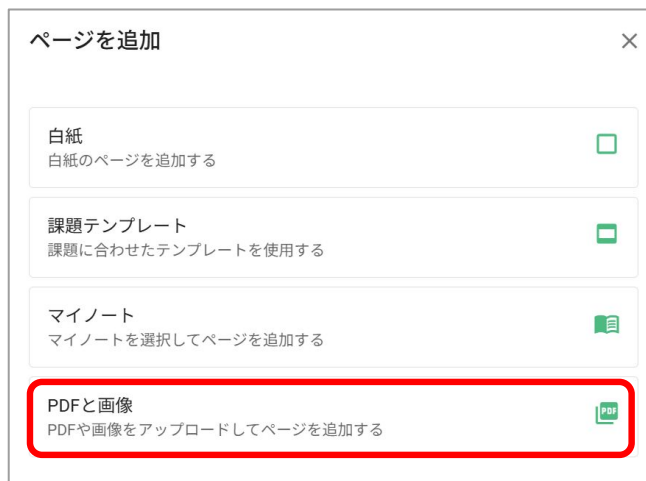 ページを追加
白紙
白紙のページを追加する
課題テンプレート
課題に合わせたテンプレートを使用する
マイノート
マイノートを選択してページを追加する
PDFと画像
PDFや画像をアップロードしてページを追加する
PDF